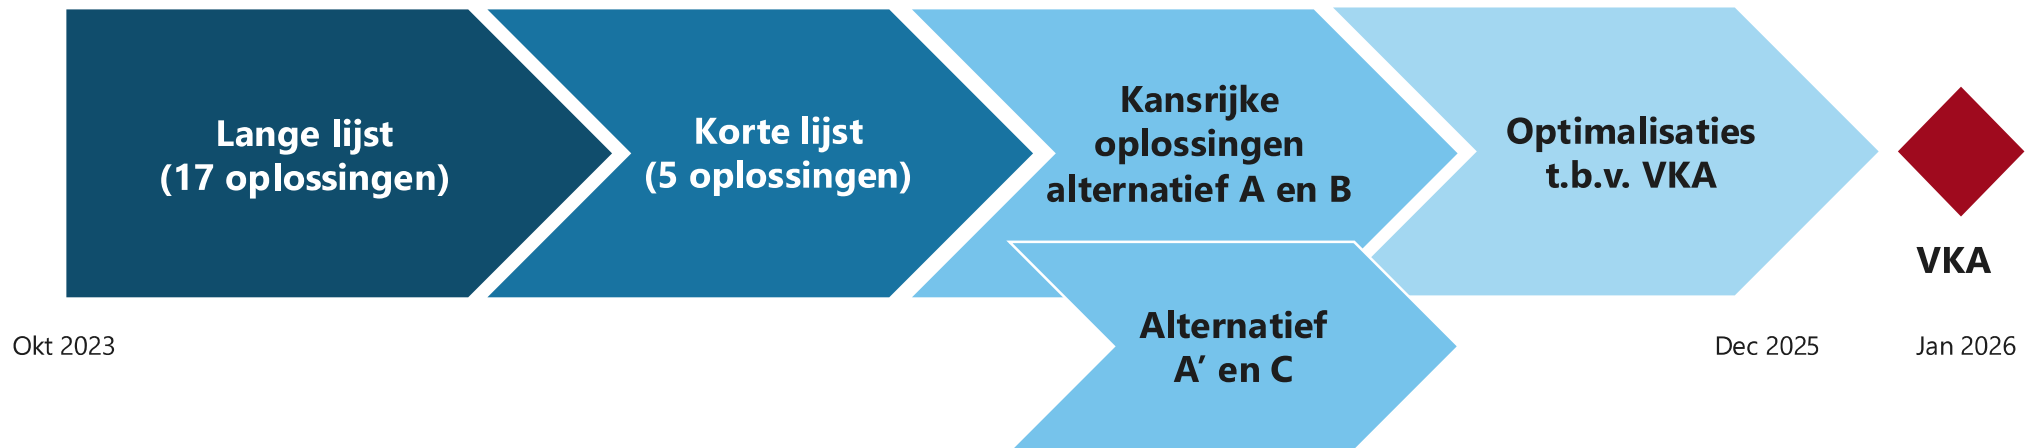 Lange lijst
(17 oplossingen)
Korte lijst
(5 oplossingen)
Kansrijke
oplossingen
alternatief A en B
Optimalisaties
t.b.v. VKA
VKA
Alternatief
A’ en C
Okt 2023
Dec 2025
Jan 2026